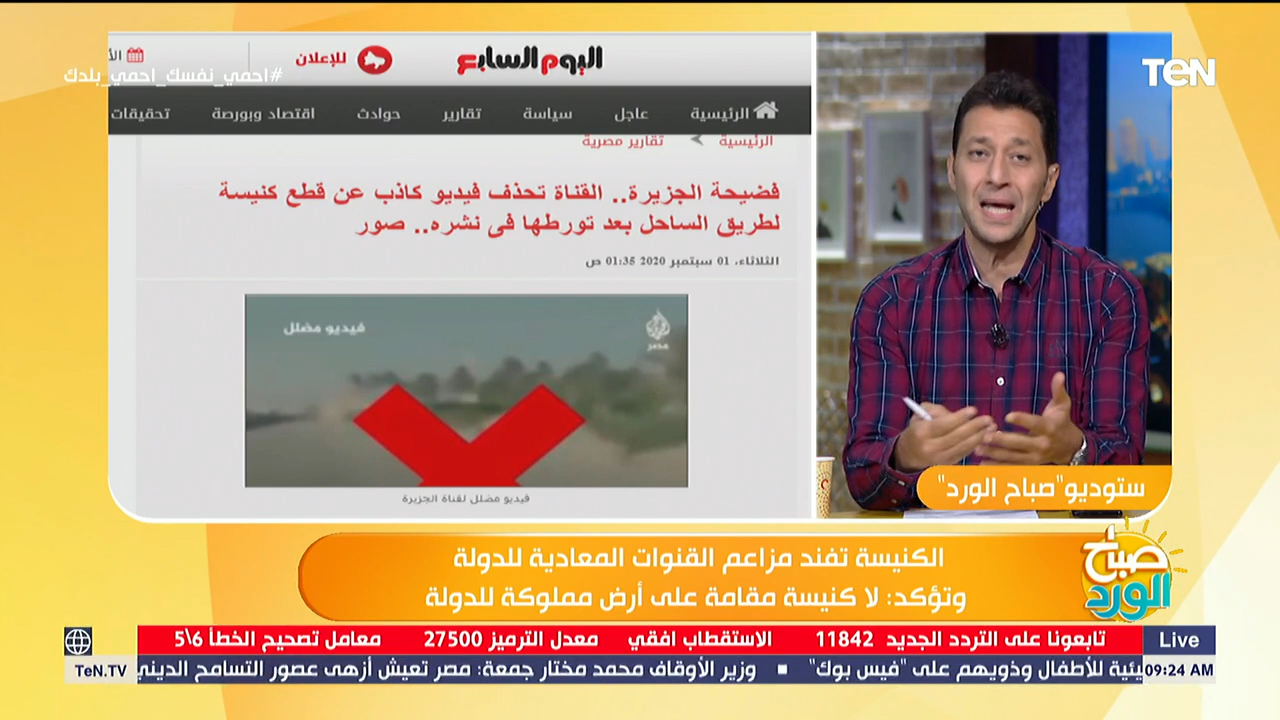 #احمي_نفسك_احمي_بلدك
TEN
للإعلان
اليوم السابع
الرئيسية
عاجل
سياسة
تقارير
حوادث
اقتصاد وبورصة
تحقيقات
الرئيسية
تقارير مصرية
فضيحة الجزيرة.. القناة تحذف فيديو كاذب عن قطع كنيسة
لطريق الساحل بعد تورطها فى نشره.. صور
الثلاثاء، 01 سبتمبر 2020 01:35 ص
فيديو مضلل
مصر
فيديو مضلل لقناة الجزيرة
ستوديو"صباح الورد"
صباح
الورد
الكنيسة تفند مزاعم القنوات المعادية للدولة
وتؤكد: لا كنيسة مقامة على أرض مملوكة للدولة
تابعونا على التردد الجديد 11842 الاستقطاب افقي معدل الترميز 27500 معامل تصحيح الخطأ 6\5
Live
يئية للأطفال وذويهم على "فيس بوك" ■ وزير الأوقاف محمد مختار جمعة: مصر تعيش أزهى عصور التسامح الديني
09:24 AM
TeN.TV